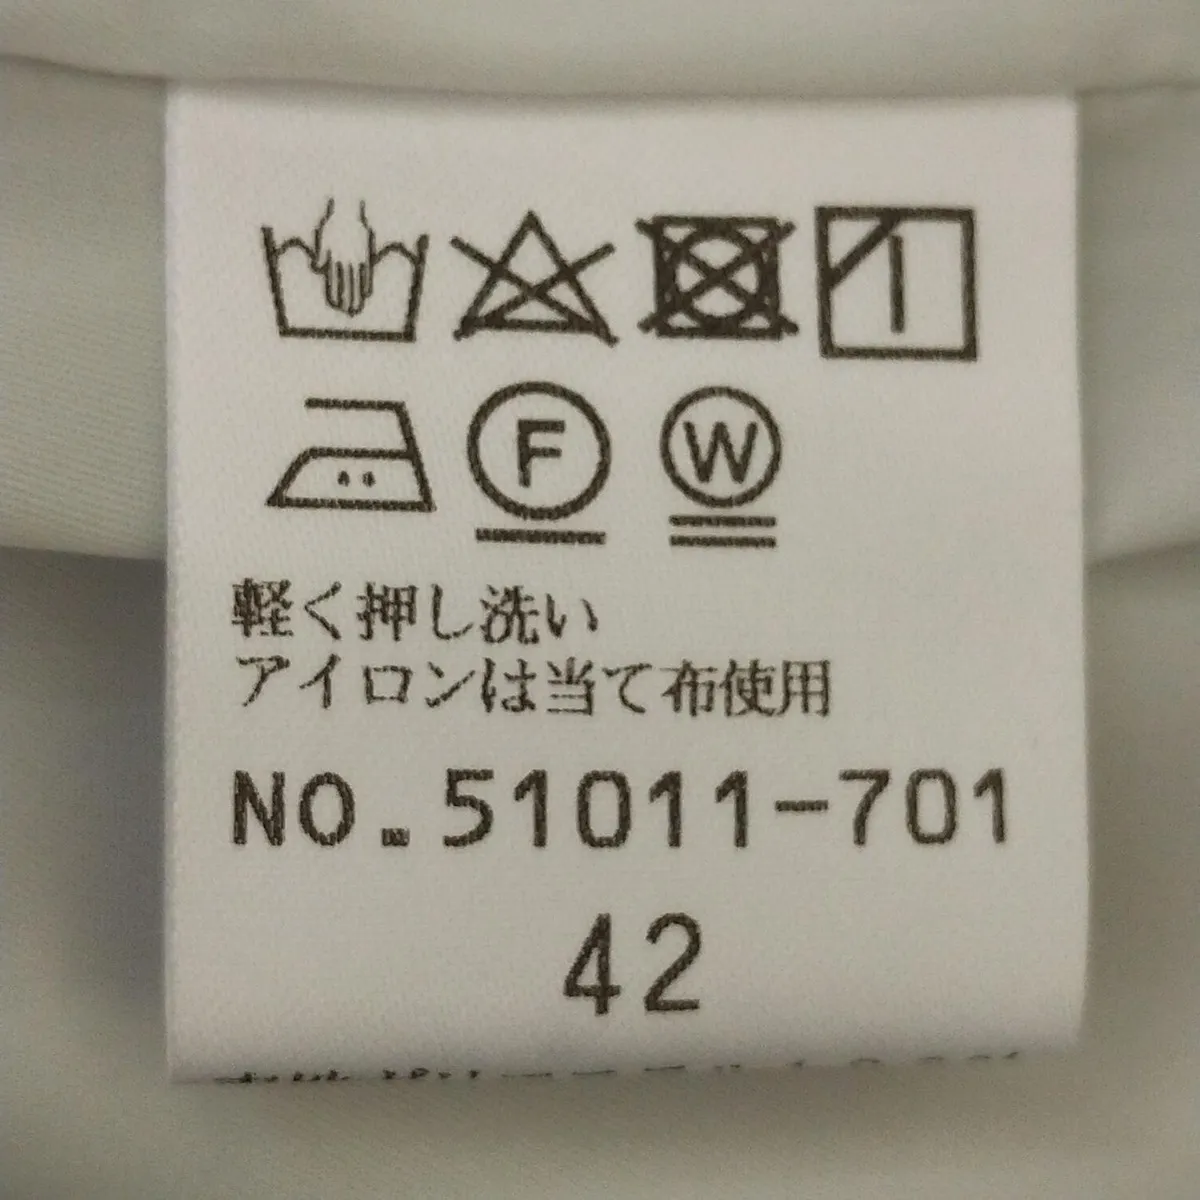 F W
軽く押し洗い
アイロンは当て布使用
NO.51011-701
42